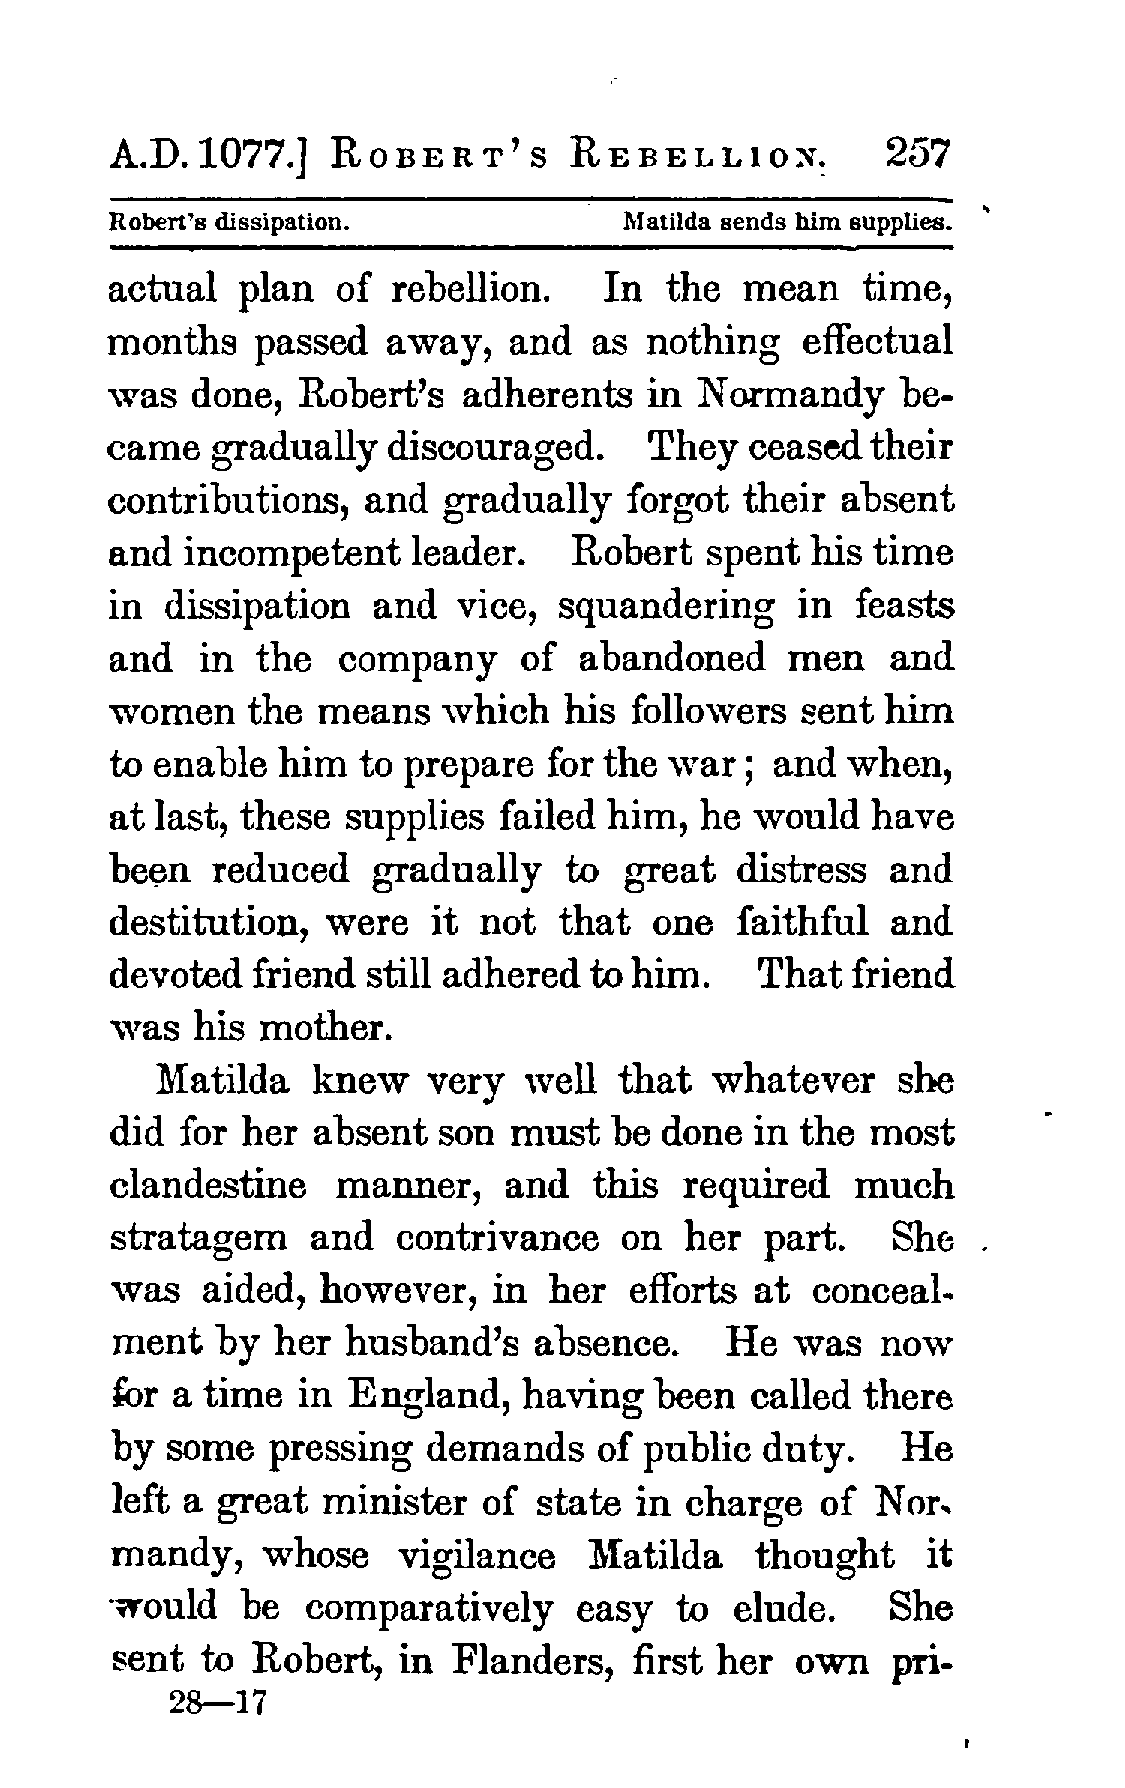 A.D. 1077.] ROBERT'S REBELLION. 257
Robert's dissipation. Matilda sends him supplies.
actual plan of rebellion. In the mean time,
months passed away, and as nothing effectual
was done, Robert's adherents in Normandy be-
came gradually discouraged. They ceased their
contributions, and gradually forgot their absent
and incompetent leader. Robert spent his time
in dissipation and vice, squandering in feasts
and in the company of abandoned men and
women the means which his followers sent him
to enable him to prepare for the war; and when,
at last, these supplies failed him, he would have
been reduced gradually to great distress and
destitution, were it not that one faithful and
devoted friend still adhered to him. That friend
was his mother.
Matilda knew very well that whatever she
did for her absent son must be done in the most
clandestine manner, and this required much
stratagem and contrivance on her part. She
was aided, however, in her efforts at conceal-
ment by her husband's absence. He was now
for a time in England, having been called there
by some pressing demands of public duty. He
left a great minister of state in charge of Nor-
mandy, whose vigilance Matilda thought it
would be comparatively easy to elude. She
sent to Robert, in Flanders, first her own pri-
28—17